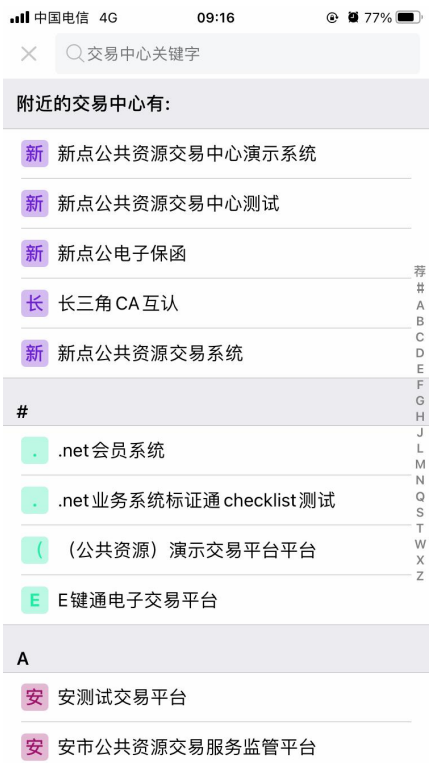 中国电信 4G 09:16 77%
交易中心关键字
附近的交易中心有:
新 新点公共资源交易中心演示系统
新 新点公共资源交易中心测试
新 新点公电子保函
长 长三角CA互认
新 新点公共资源交易系统
#
. .net会员系统
. .net业务系统标证通checklist测试
( （公共资源）演示交易平台平台
E E键通电子交易平台
A
安 安测试交易平台
安 安市公共资源交易服务监管平台
荐
#
A
B
C
D
E
F
G
H
J
L
M
N
Q
S
T
W
X
Z